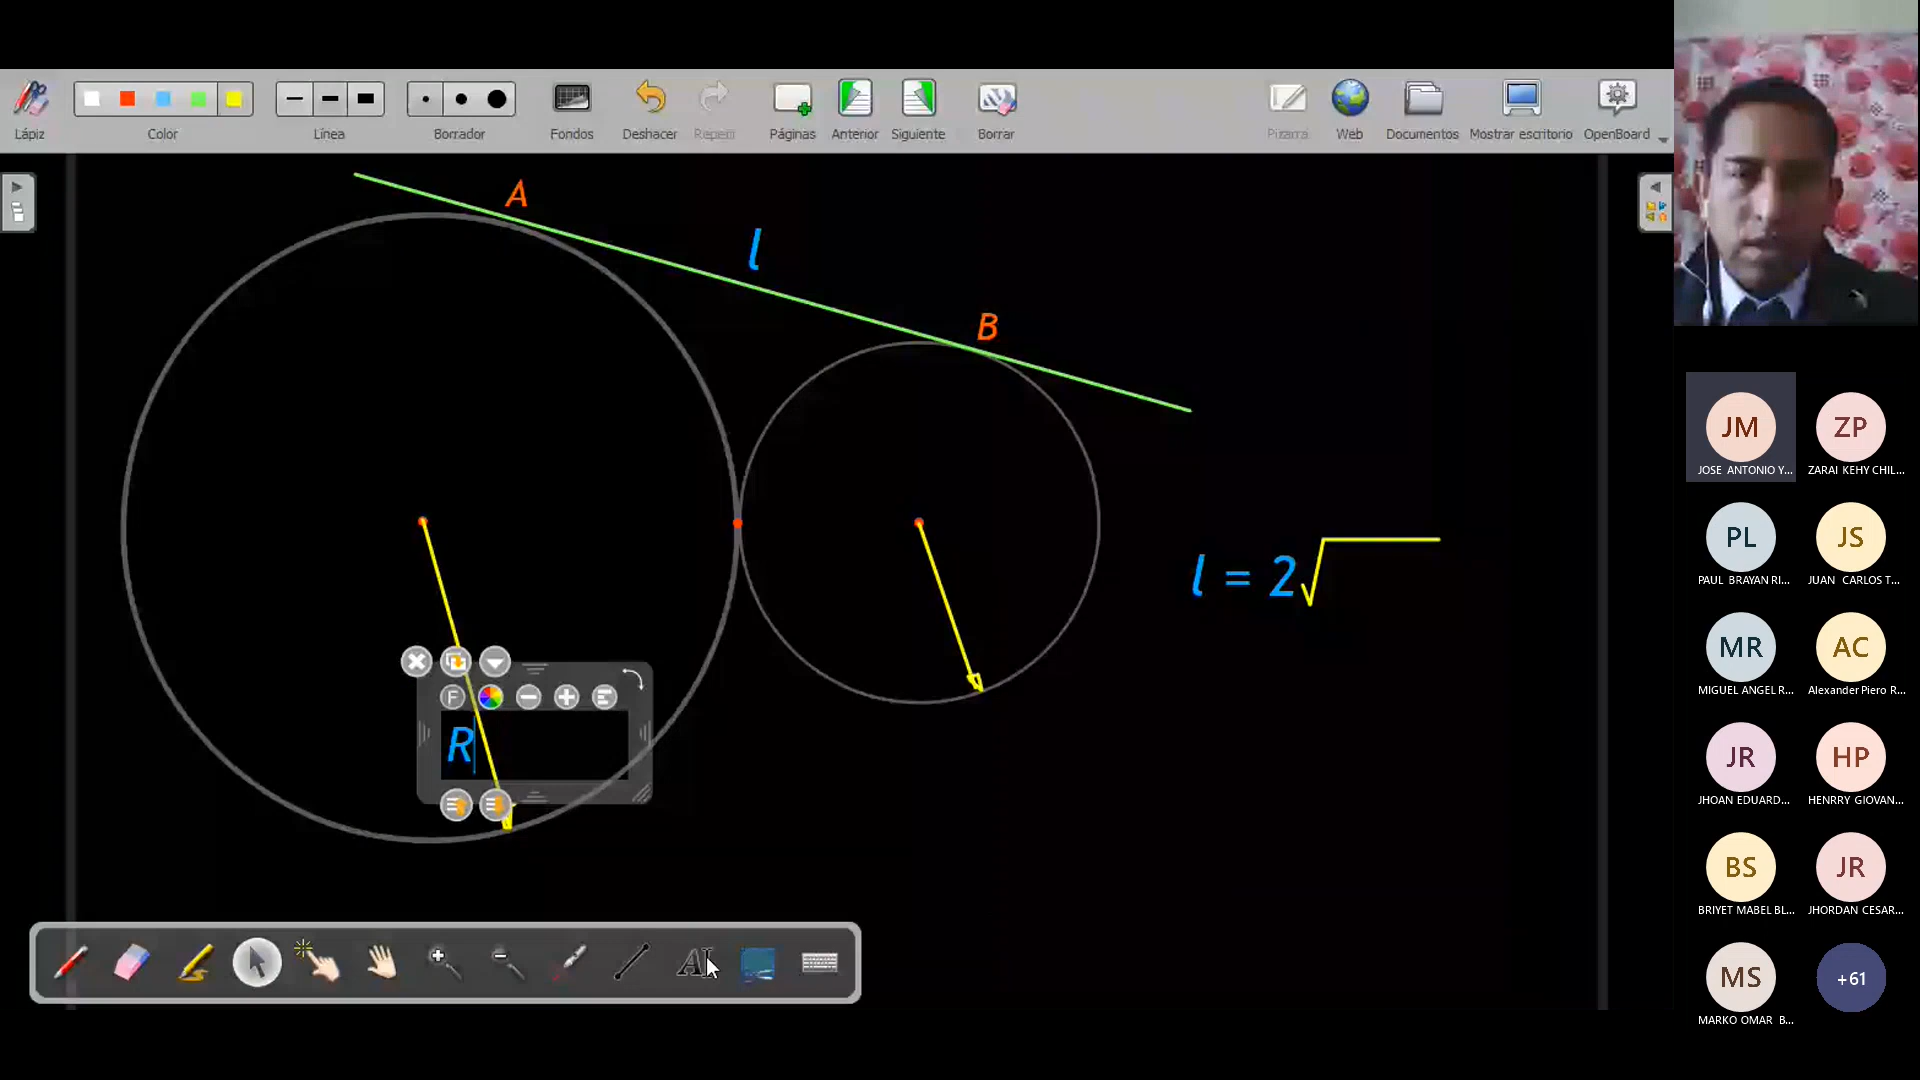 Lápiz
Color
Línea
Borrador
Fondos
Deshacer
Repetir
Páginas
Anterior
Siguiente
Borrar
Pizarra
Web
Documentos
Mostrar escritorio
OpenBoard
A
l
B
l = 2√
F
R
AI
JM
JOSE ANTONIO Y...
ZP
ZARAI KEHY CHIL...
PL
PAUL BRAYAN RI...
JS
JUAN CARLOS T...
MR
MIGUEL ANGEL R...
AC
Alexander Piero R...
JR
JHOAN EDUARD...
HP
HENRRY GIOVAN...
BS
BRIYET MABEL BL...
JR
JHORDAN CESAR...
MS
MARKO OMAR B...
+61